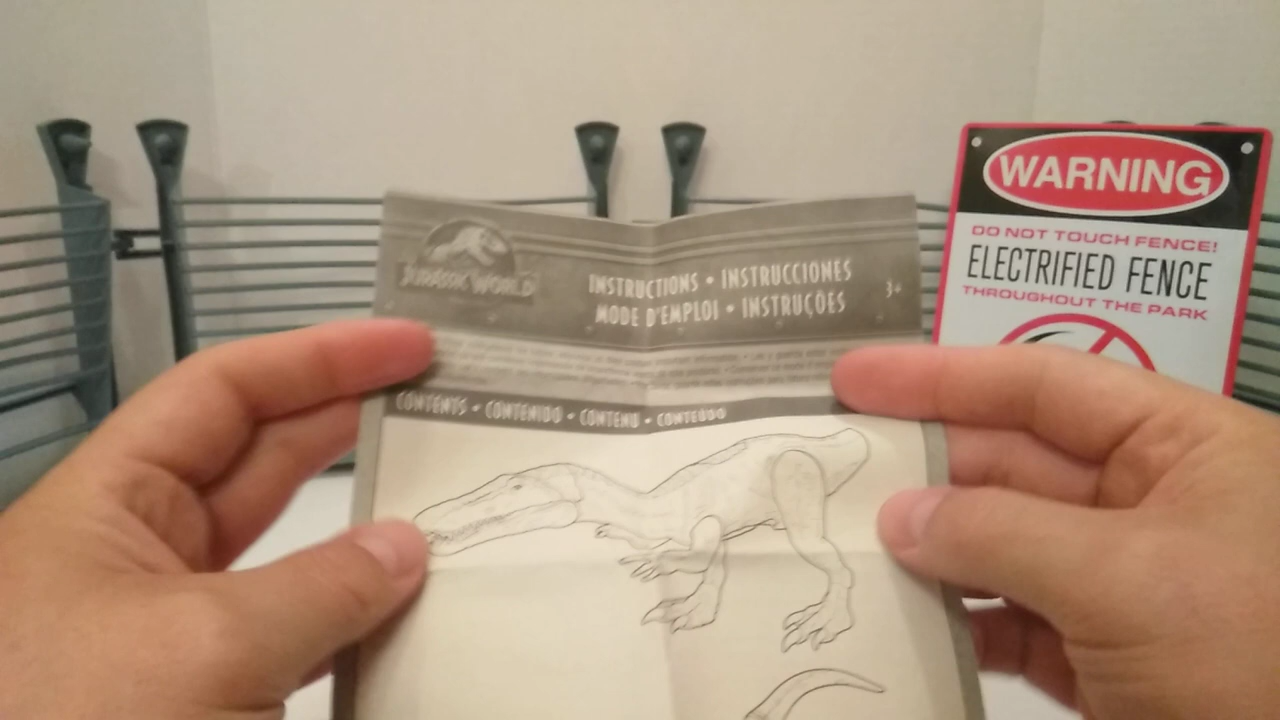 JURASSIC WORLD
INSTRUCTIONS • INSTRUCCIONES
MODE D'EMPLOI • INSTRUÇÕES
3+
CONTENTS • CONTENIDO • CONTENU • CONTEÚDO
WARNING
DO NOT TOUCH FENCE!
ELECTRIFIED FENCE
THROUGHOUT THE PARK